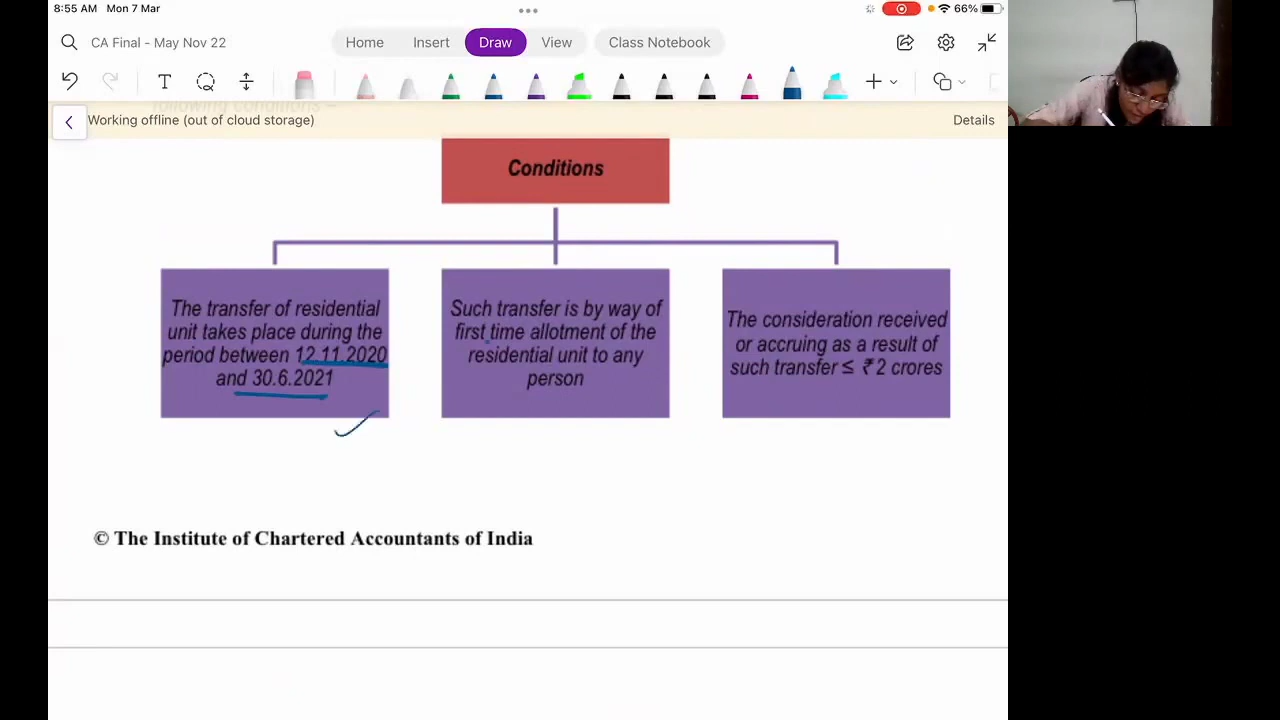 8:55 AM Mon 7 Mar
66%
CA Final - May Nov 22
Home Insert Draw View Class Notebook
T
following conditions –
Working offline (out of cloud storage) Details
Conditions
The transfer of residential
unit takes place during the
period between 12.11.2020
and 30.6.2021
Such transfer is by way of
first time allotment of the
residential unit to any
person
The consideration received
or accruing as a result of
such transfer ≤ ₹ 2 crores
© The Institute of Chartered Accountants of India